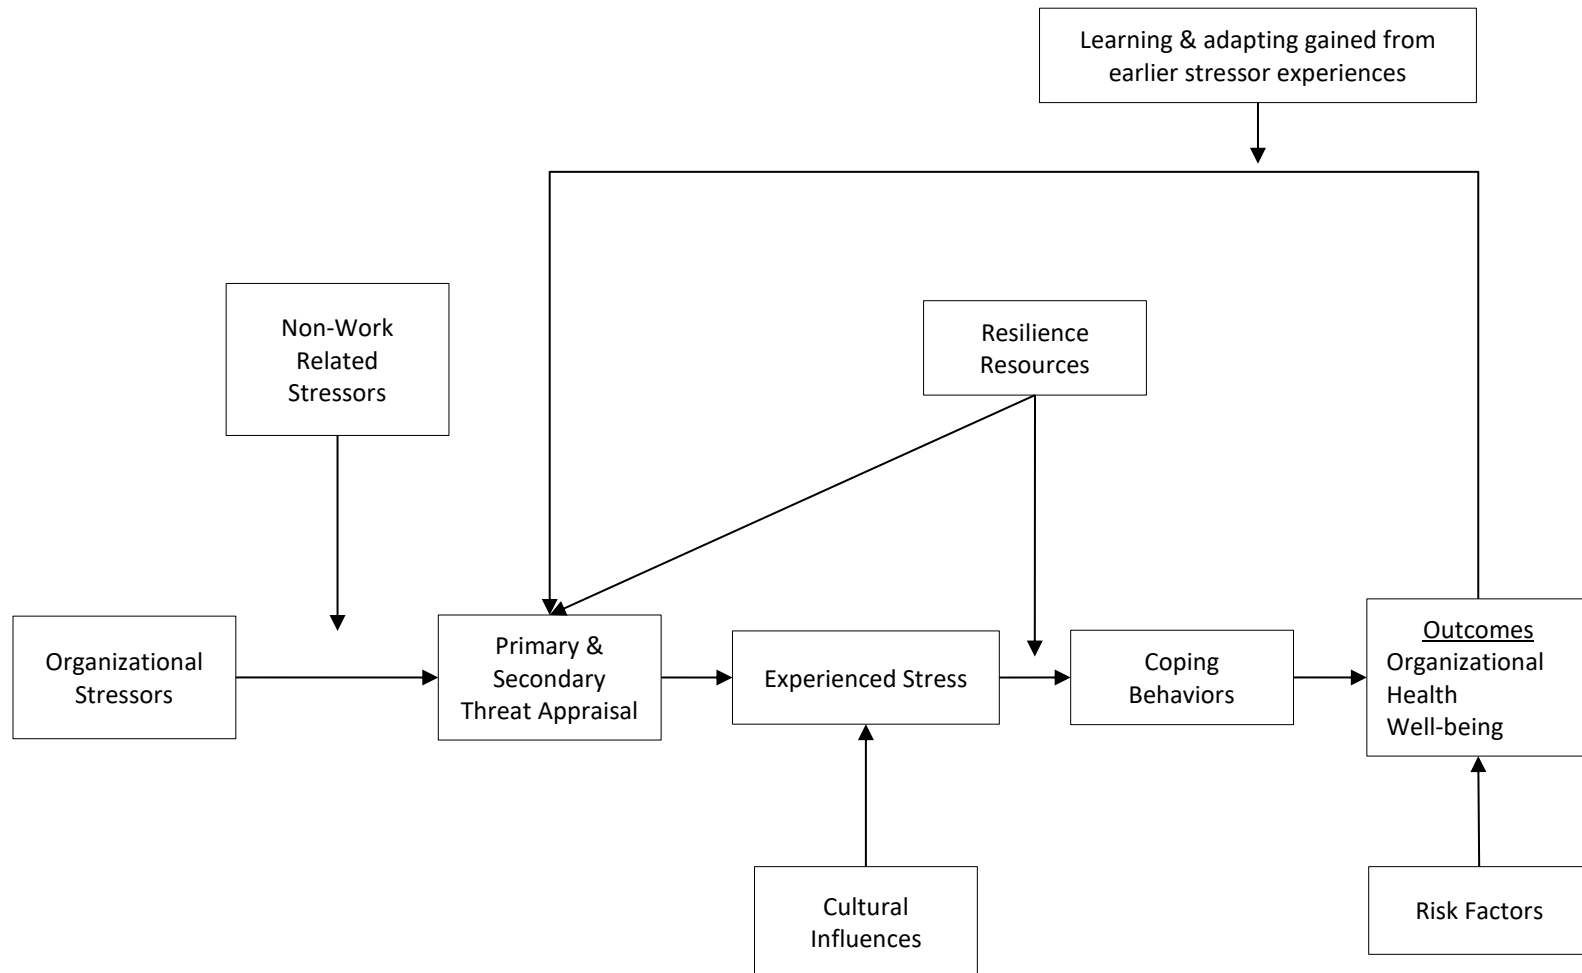 Learning & adapting gained from
earlier stressor experiences
Non-Work
Related
Stressors
Resilience
Resources
Organizational
Stressors
Primary &
Secondary
Threat Appraisal
Experienced Stress
Coping
Behaviors
Outcomes
Organizational
Health
Well-being
Cultural
Influences
Risk Factors